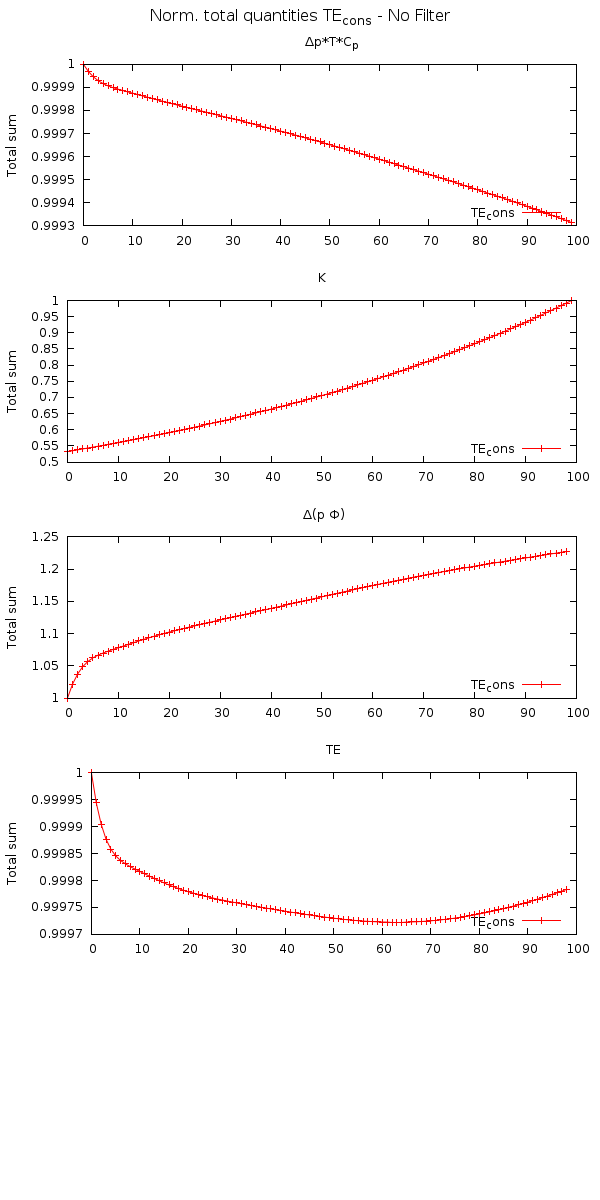 Norm. total quantities TEcons - No Filter
Δp*T*Cp
Total sum
1
0.9999
0.9998
0.9997
0.9996
0.9995
0.9994
0.9993
TEcons
0 10 20 30 40 50 60 70 80 90 100
K
Total sum
1
0.95
0.9
0.85
0.8
0.75
0.7
0.65
0.6
0.55
0.5
TEcons
0 10 20 30 40 50 60 70 80 90 100
Δ(p Φ)
Total sum
1.25
1.2
1.15
1.1
1.05
1
TEcons
0 10 20 30 40 50 60 70 80 90 100
TE
Total sum
1
0.99995
0.9999
0.99985
0.9998
0.99975
0.9997
TEcons
0 10 20 30 40 50 60 70 80 90 100